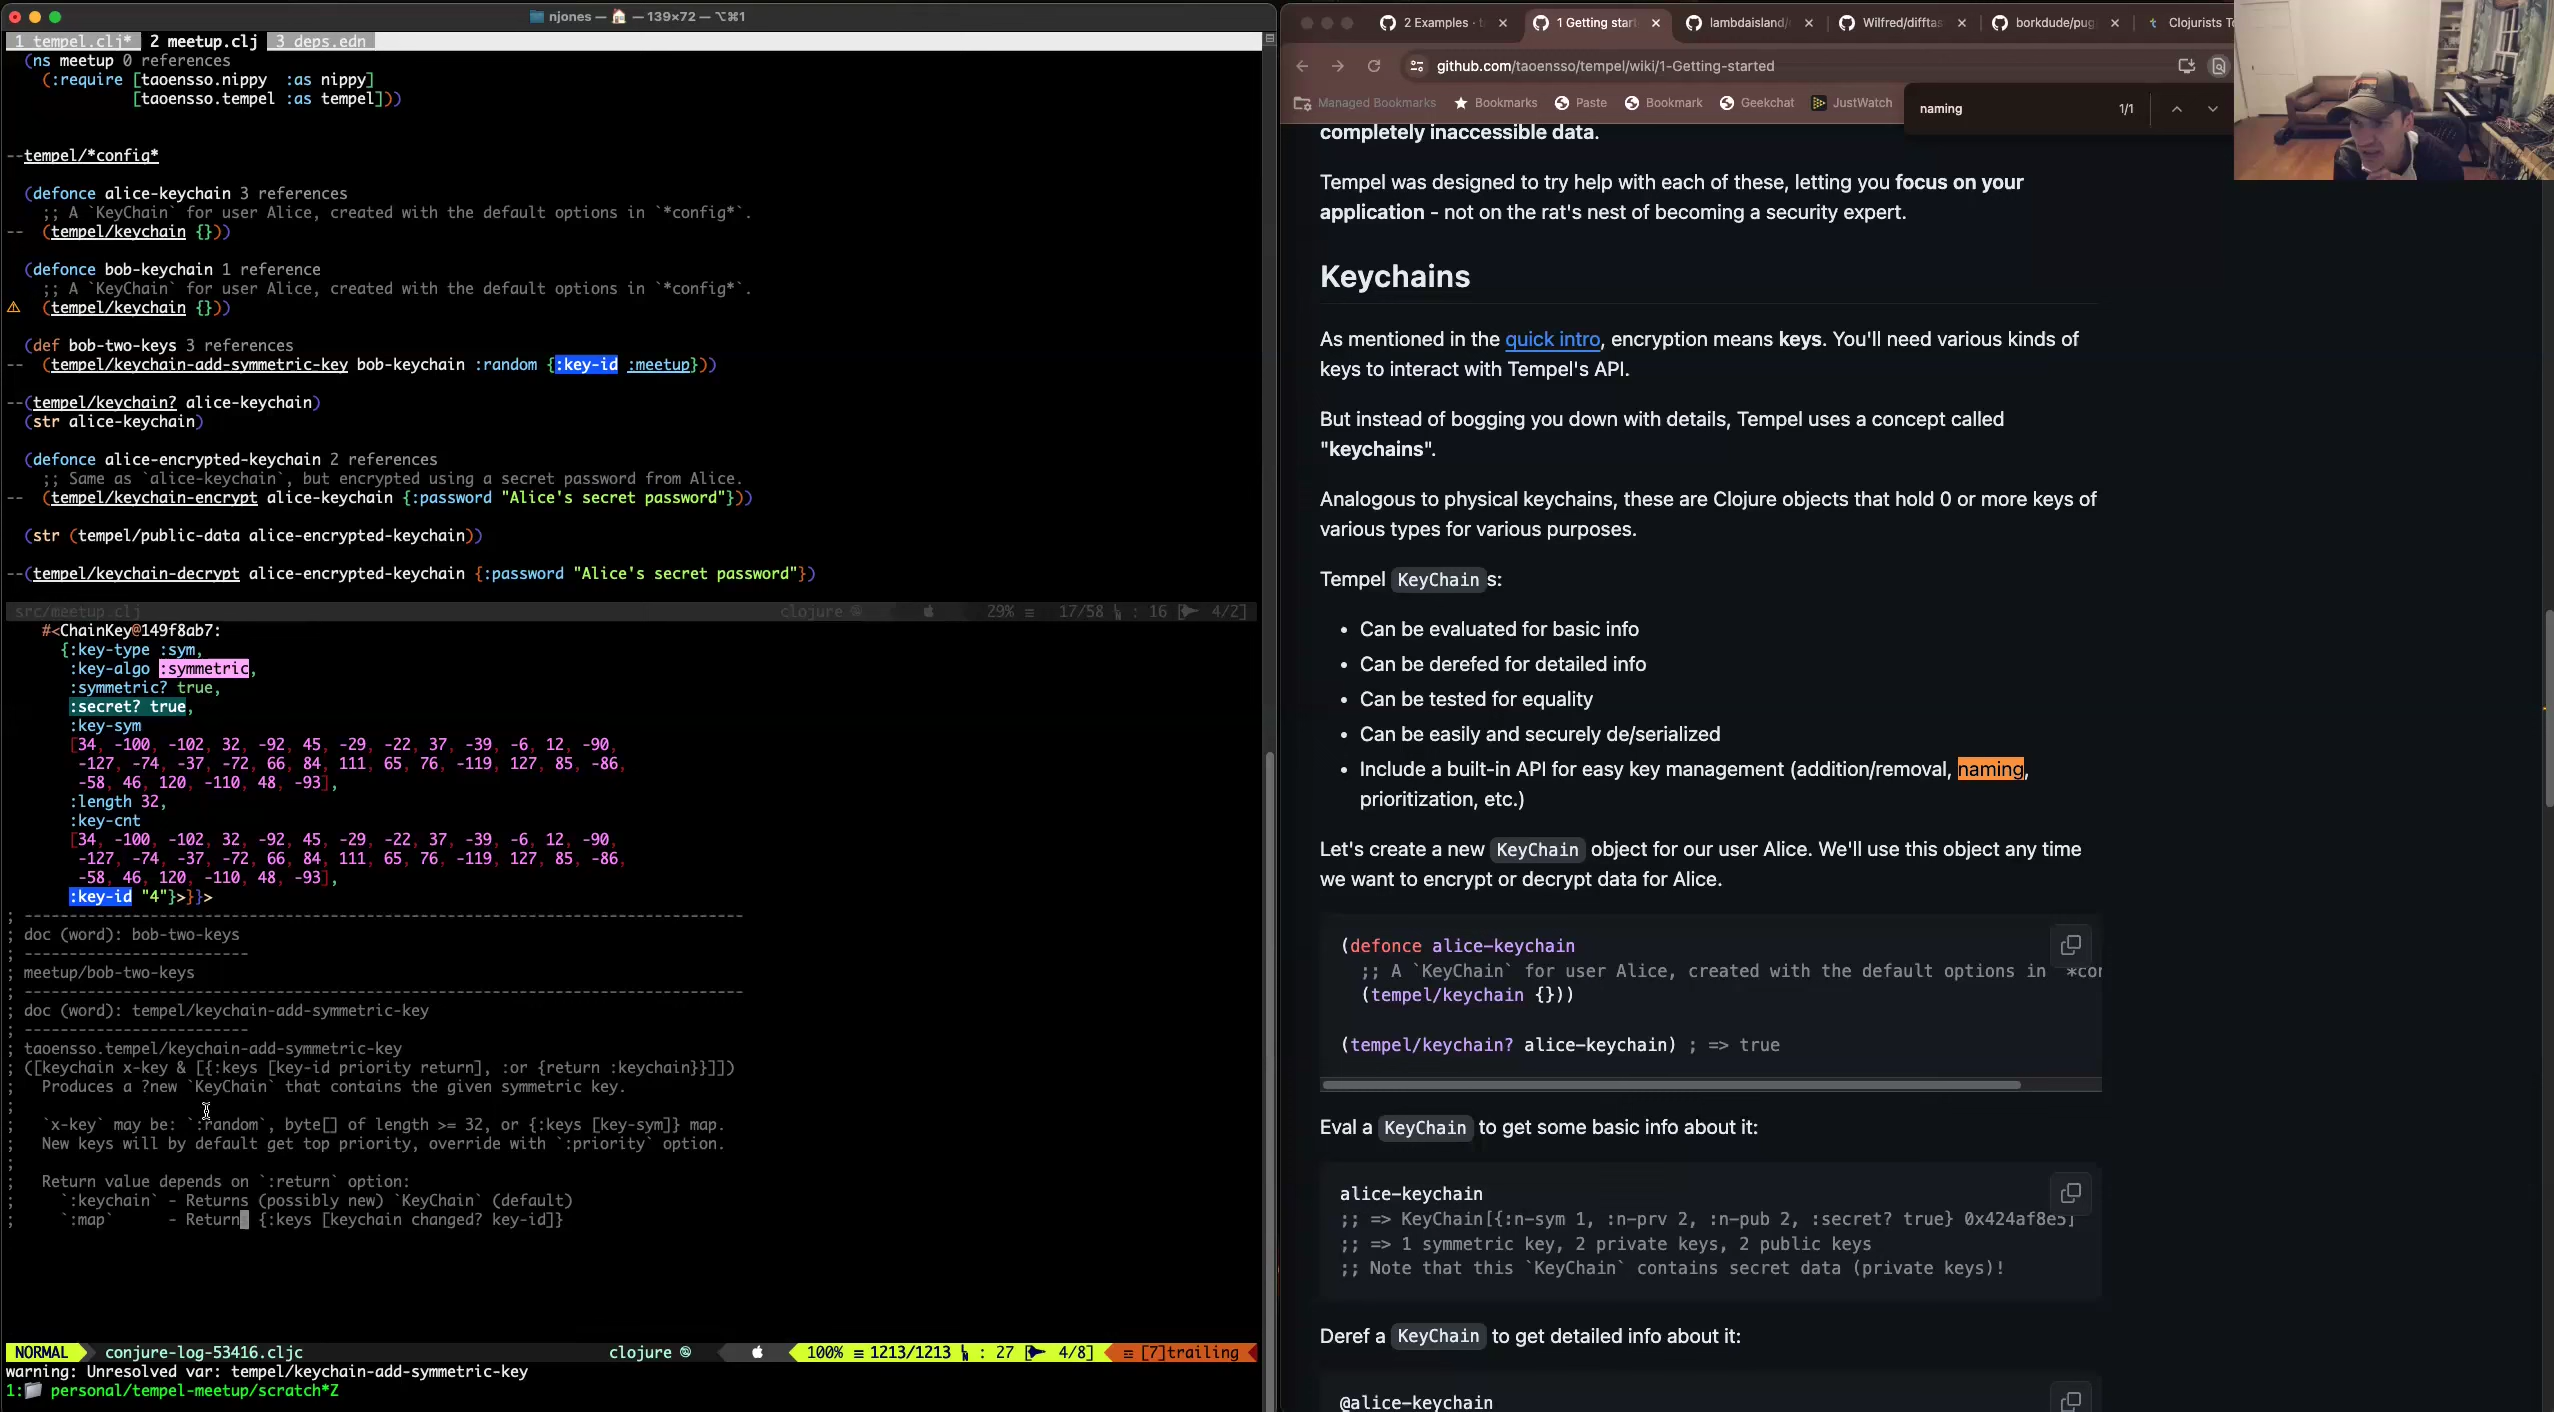 njones — 🏠 — 139×72 — ⌥⌘1
1 tempel.clj* 2 meetup.clj 3 deps.edn
(ns meetup 0 references
(:require [taoensso.nippy :as nippy]
[taoensso.tempel :as tempel]))
--tempel/*config*
(defonce alice-keychain 3 references
;; A `KeyChain` for user Alice, created with the default options in `*config*`.
-- (tempel/keychain {}))
(defonce bob-keychain 1 reference
;; A `KeyChain` for user Alice, created with the default options in `*config*`.
⚠ (tempel/keychain {}))
(def bob-two-keys 3 references
-- (tempel/keychain-add-symmetric-key bob-keychain :random {:key-id :meetup}))
--(tempel/keychain? alice-keychain)
(str alice-keychain)
(defonce alice-encrypted-keychain 2 references
;; Same as `alice-keychain`, but encrypted using a secret password from Alice.
-- (tempel/keychain-encrypt alice-keychain {:password "Alice's secret password"}))
(str (tempel/public-data alice-encrypted-keychain))
--(tempel/keychain-decrypt alice-encrypted-keychain {:password "Alice's secret password"})
src/meetup.clj clojure 29% ≡ 17/58 : 16 4/2]
#<ChainKey@149f8ab7:
{:key-type :sym,
:key-algo :symmetric,
:symmetric? true,
:secret? true,
:key-sym
[34, -100, -102, 32, -92, 45, -29, -22, 37, -39, -6, 12, -90,
-127, -74, -37, -72, 66, 84, 111, 65, 76, -119, 127, 85, -86,
-58, 46, 120, -110, 48, -93],
:length 32,
:key-cnt
[34, -100, -102, 32, -92, 45, -29, -22, 37, -39, -6, 12, -90,
-127, -74, -37, -72, 66, 84, 111, 65, 76, -119, 127, 85, -86,
-58, 46, 120, -110, 48, -93],
:key-id "4"}>}}>
; --------------------------------------------------------------------------------
; doc (word): bob-two-keys
; -------------------------
; meetup/bob-two-keys
; --------------------------------------------------------------------------------
; doc (word): tempel/keychain-add-symmetric-key
; -------------------------
; taoensso.tempel/keychain-add-symmetric-key
; ([keychain x-key & [{:keys [key-id priority return], :or {return :keychain}}]])
; Produces a ?new `KeyChain` that contains the given symmetric key.
;
; `x-key` may be: `:random`, byte[] of length >= 32, or {:keys [key-sym]} map.
; New keys will by default get top priority, override with `:priority` option.
;
; Return value depends on `:return` option:
; `:keychain` - Returns (possibly new) `KeyChain` (default)
; `:map` - Return {:keys [keychain changed? key-id]}
NORMAL conjure-log-53416.cljc clojure 100% ≡ 1213/1213 : 27 4/8] ≡ [7]trailing
warning: Unresolved var: tempel/keychain-add-symmetric-key
1: personal/tempel-meetup/scratch*Z
2 Examples · t × 1 Getting start × lambdaisland/ × Wilfred/difftas × borkdude/pug × Clojurists To
github.com/taoensso/tempel/wiki/1-Getting-started
Managed Bookmarks Bookmarks Paste Bookmark Geekchat JustWatch
naming 1/1
completely inaccessible data.
Tempel was designed to try help with each of these, letting you focus on your
application - not on the rat's nest of becoming a security expert.
Keychains
As mentioned in the quick intro, encryption means keys. You'll need various kinds of
keys to interact with Tempel's API.
But instead of bogging you down with details, Tempel uses a concept called
"keychains".
Analogous to physical keychains, these are Clojure objects that hold 0 or more keys of
various types for various purposes.
Tempel KeyChain s:
• Can be evaluated for basic info
• Can be derefed for detailed info
• Can be tested for equality
• Can be easily and securely de/serialized
• Include a built-in API for easy key management (addition/removal, naming,
prioritization, etc.)
Let's create a new KeyChain object for our user Alice. We'll use this object any time
we want to encrypt or decrypt data for Alice.
(defonce alice-keychain
;; A `KeyChain` for user Alice, created with the default options in `*con
(tempel/keychain {}))
(tempel/keychain? alice-keychain) ; => true
Eval a KeyChain to get some basic info about it:
alice-keychain
;; => KeyChain[{:n-sym 1, :n-prv 2, :n-pub 2, :secret? true} 0x424af8e5]
;; => 1 symmetric key, 2 private keys, 2 public keys
;; Note that this `KeyChain` contains secret data (private keys)!
Deref a KeyChain to get detailed info about it:
@alice-keychain